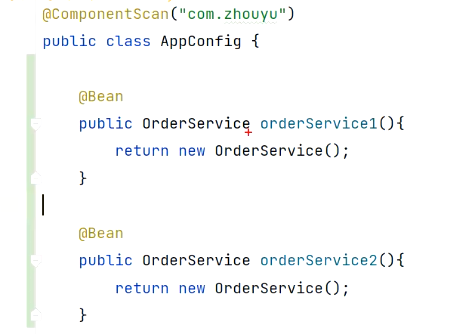 @ComponentScan("com.zhouyu")
public class AppConfig {
@Bean
public OrderService orderService1(){
return new OrderService();
}
@Bean
public OrderService orderService2(){
return new OrderService();
}